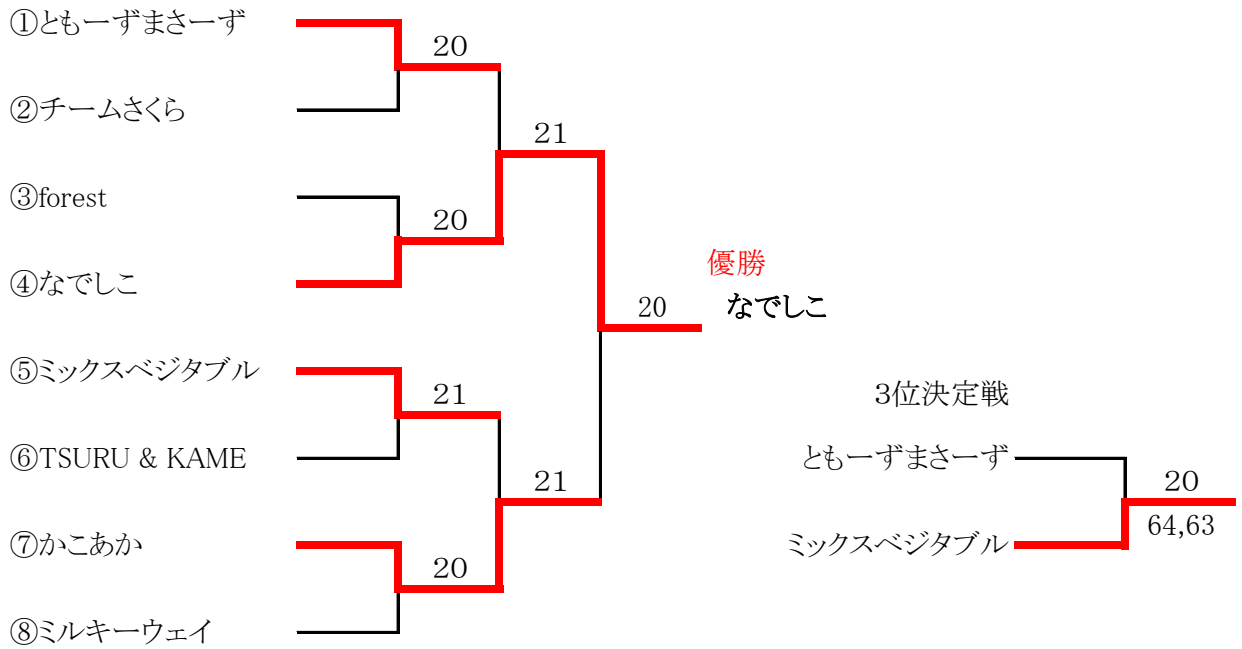 ①ともーずまさーず
20
②チームさくら
21
③forest
20
④なでしこ
優勝
20
なでしこ
⑤ミックスベジタブル
21
⑥TSURU & KAME
21
⑦かこあか
20
⑧ミルキーウェイ
3位決定戦
ともーずまさーず
20
64,63
ミックスベジタブル